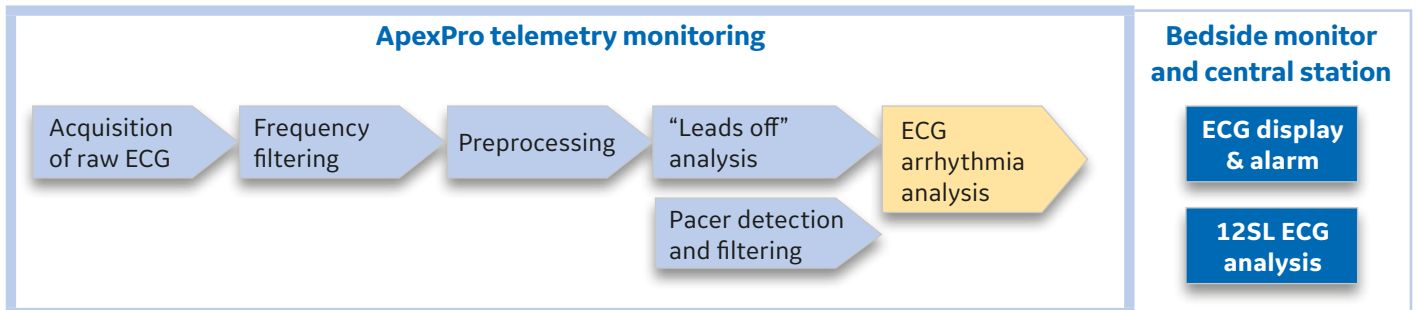 ApexPro telemetry monitoring
Acquisition
of raw ECG
Frequency
filtering
Preprocessing
“Leads off”
analysis
Pacer detection
and filtering
ECG
arrhythmia
analysis
Bedside monitor
and central station
ECG display
& alarm
12SL ECG
analysis